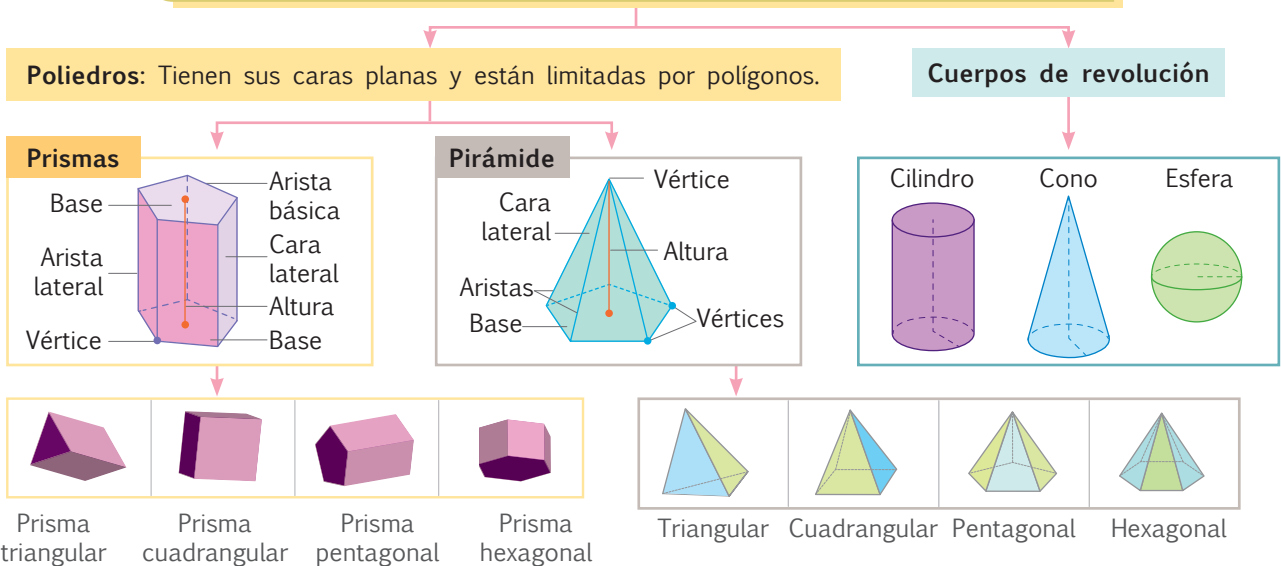 Poliedros: Tienen sus caras planas y están limitadas por polígonos.
Cuerpos de revolución
Prismas
Base
Arista
básica
Arista
lateral
Cara
lateral
Altura
Vértice
Base
Pirámide
Vértice
Cara
lateral
Altura
Aristas
Base
Vértices
Cilindro
Cono
Esfera
Prisma
triangular
Prisma
cuadrangular
Prisma
pentagonal
Prisma
hexagonal
Triangular
Cuadrangular
Pentagonal
Hexagonal